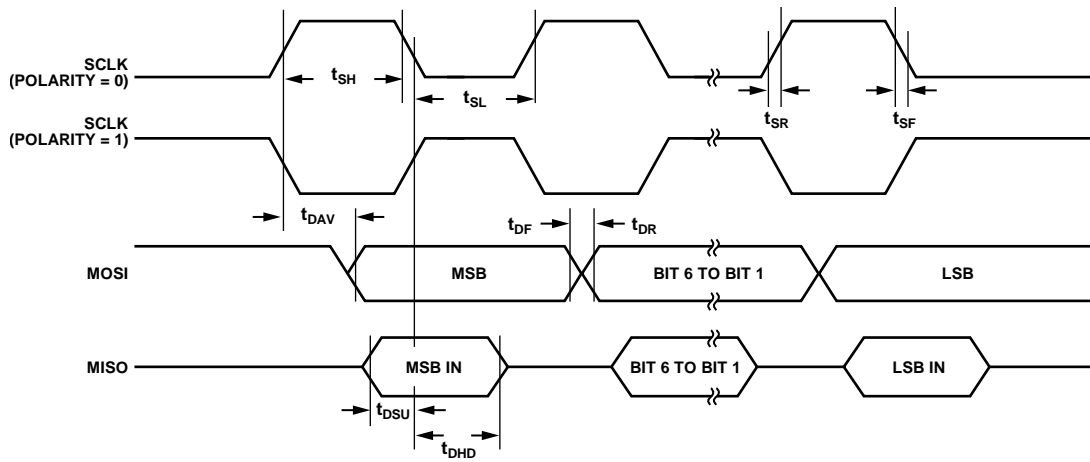 SCLK
(POLARITY = 0)
tSH
tSL
tSR
tSF
SCLK
(POLARITY = 1)
tDAV
tDF
tDR
MOSI
MSB
BIT 6 TO BIT 1
LSB
MISO
MSB IN
BIT 6 TO BIT 1
LSB IN
tDSU
tDHD